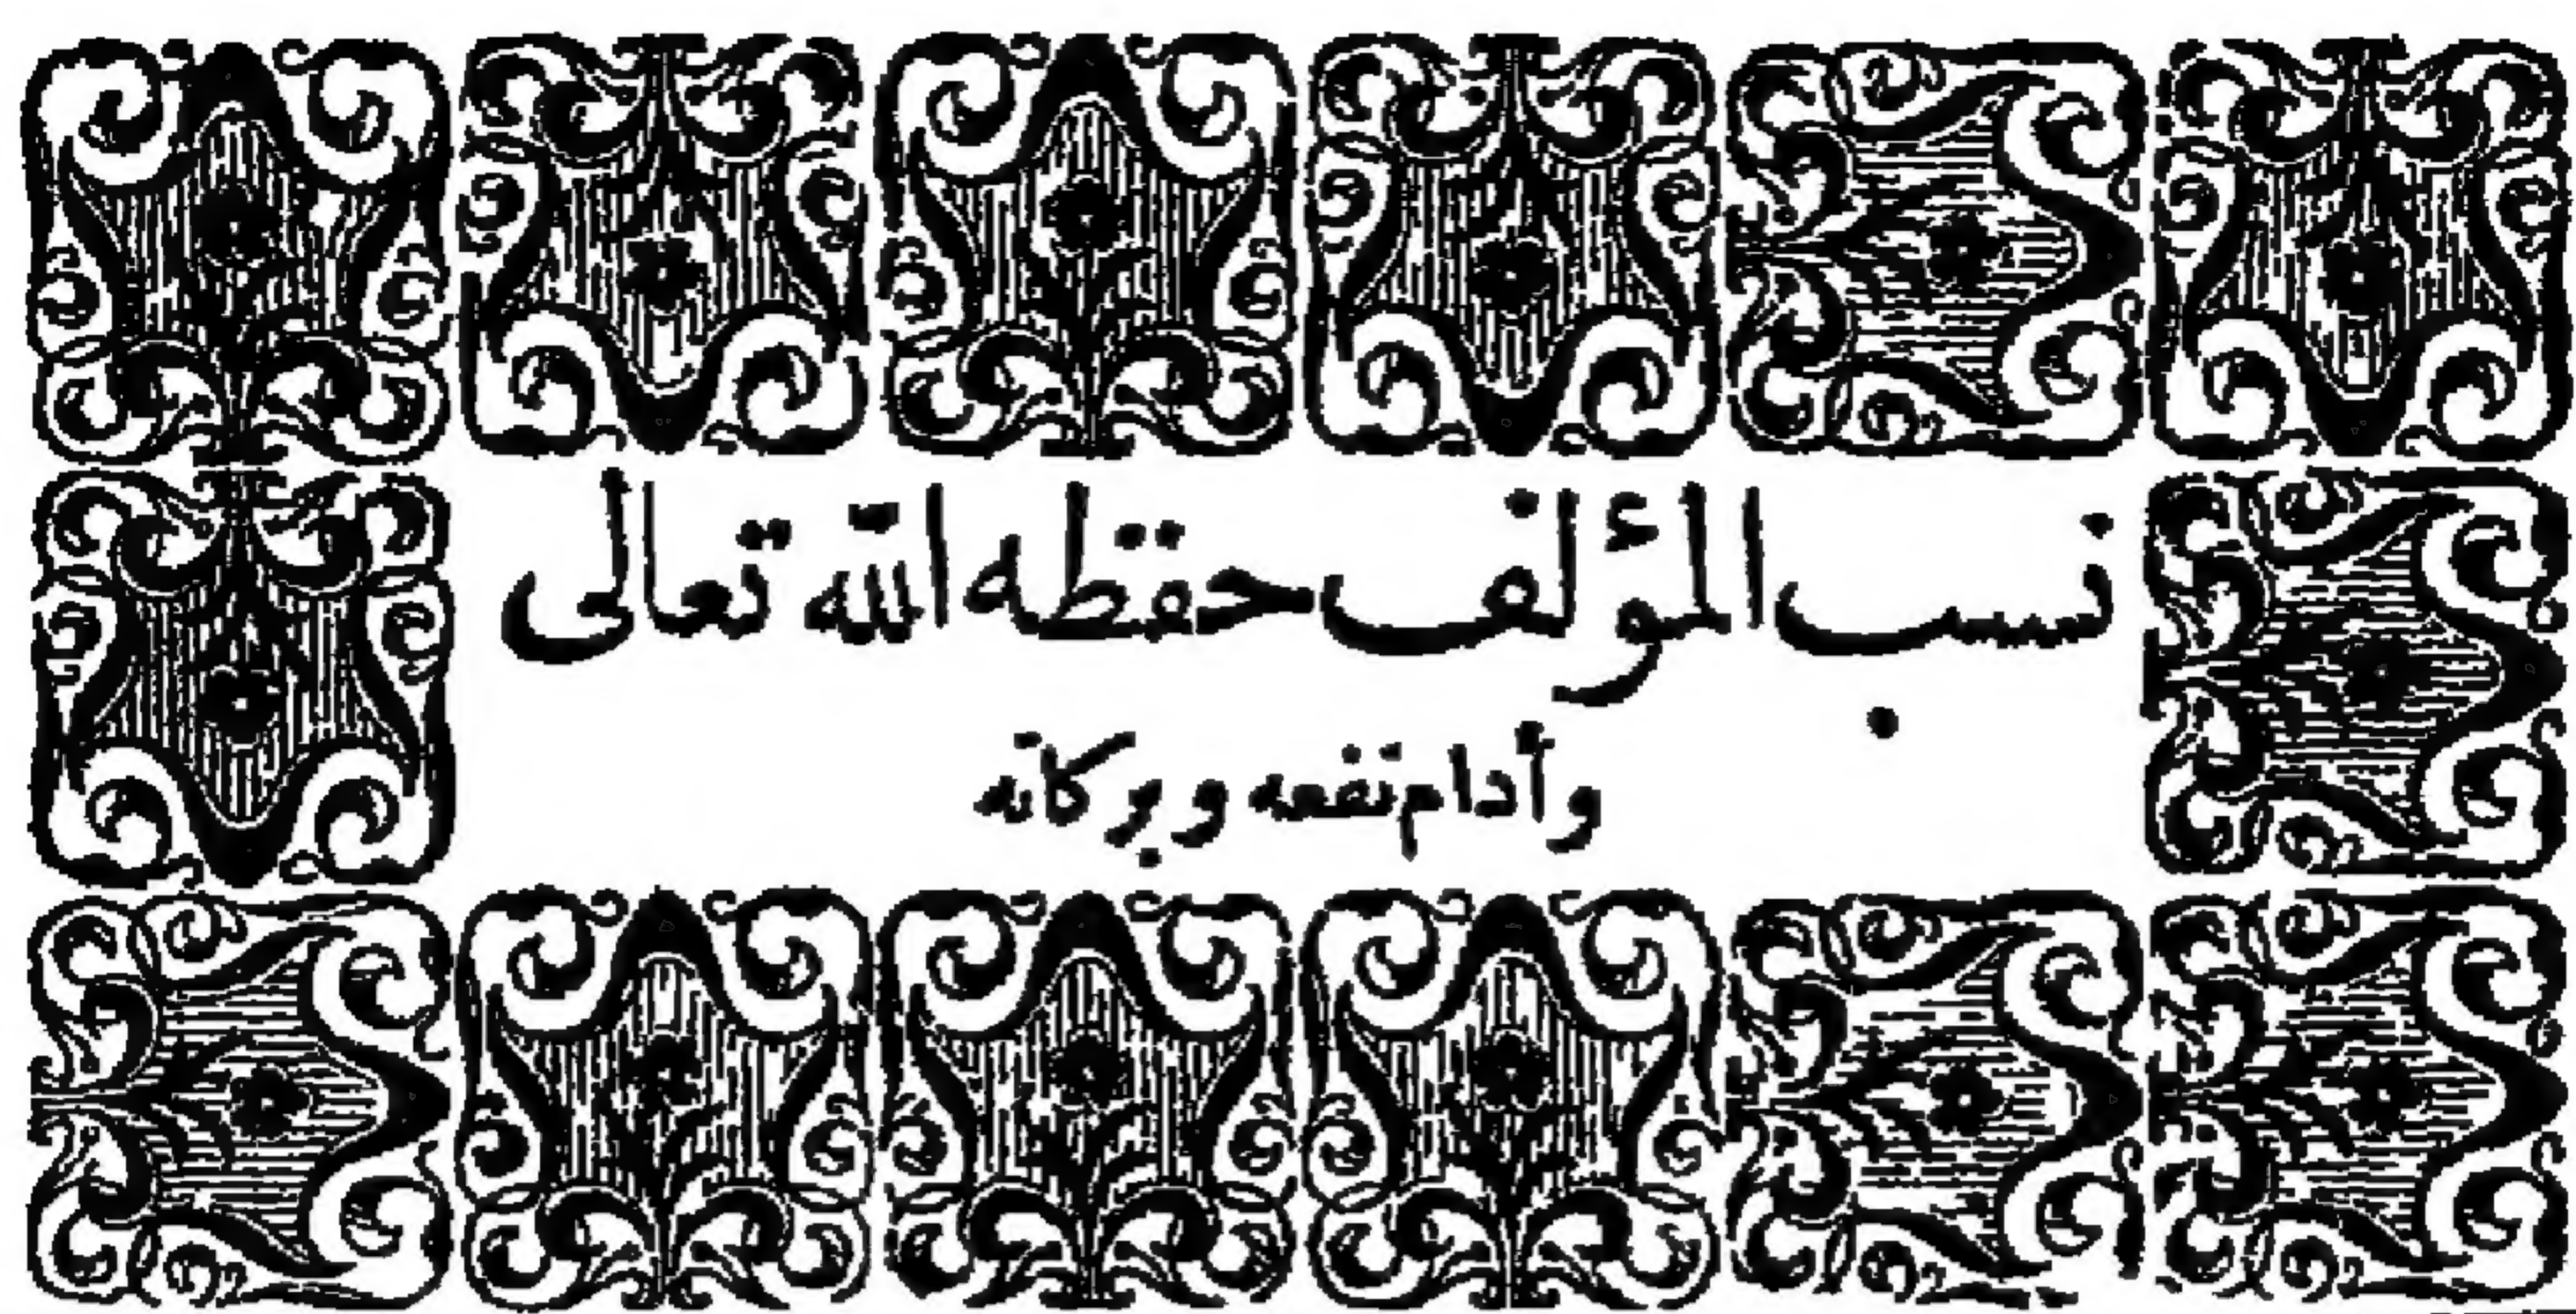 نسب المؤلف حفظه الله تعالى
وأدام نفعه وبركاته